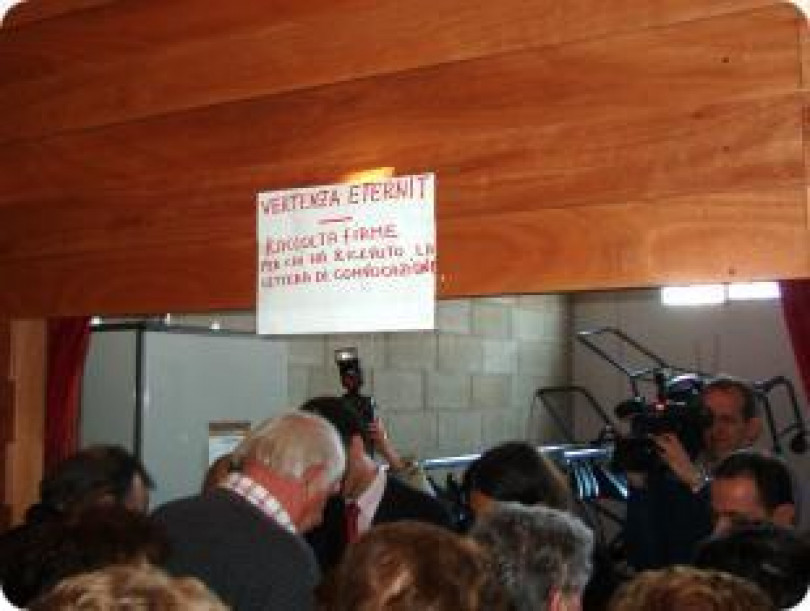 VERTENZA ETERNIT
RACCOLTA FIRME
PER CHI HA RICEVUTO LA
LETTERA DI CONVOCAZIONE